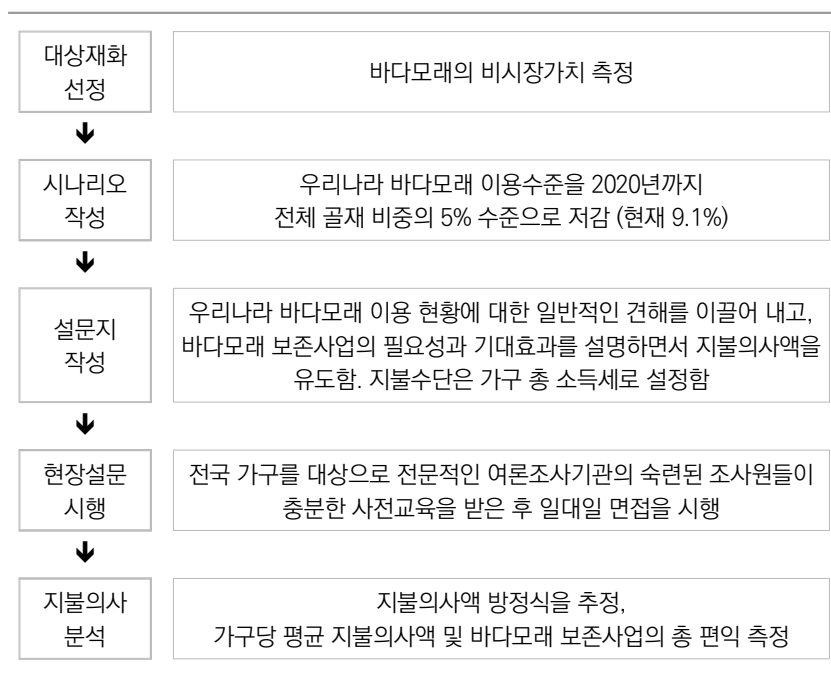 대상재화
선정
바다모래의 비시장가치 측정
시나리오
작성
우리나라 바다모래 이용수준을 2020년까지
전체 골재 비중의 5% 수준으로 저감 (현재 9.1%)
설문지
작성
우리나라 바다모래 이용 현황에 대한 일반적인 견해를 이끌어 내고,
바다모래 보존사업의 필요성과 기대효과를 설명하면서 지불의사액을
유도함. 지불수단은 가구 총 소득세로 설정함
현장설문
시행
전국 가구를 대상으로 전문적인 여론조사기관의 숙련된 조사원들이
충분한 사전교육을 받은 후 일대일 면접을 시행
지불의사
분석
지불의사액 방정식을 추정,
가구당 평균 지불의사액 및 바다모래 보존사업의 총 편익 측정